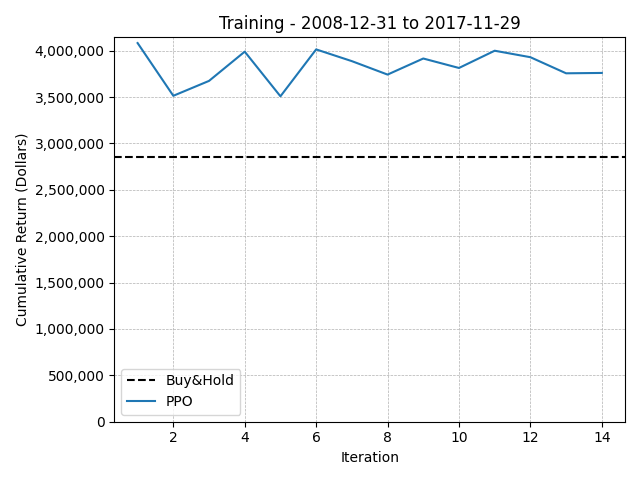 Training - 2008-12-31 to 2017-11-29
Cumulative Return (Dollars)
4,000,000
3,500,000
3,000,000
2,500,000
2,000,000
1,500,000
1,000,000
500,000
0
Buy&Hold
PPO
2 4 6 8 10 12 14
Iteration